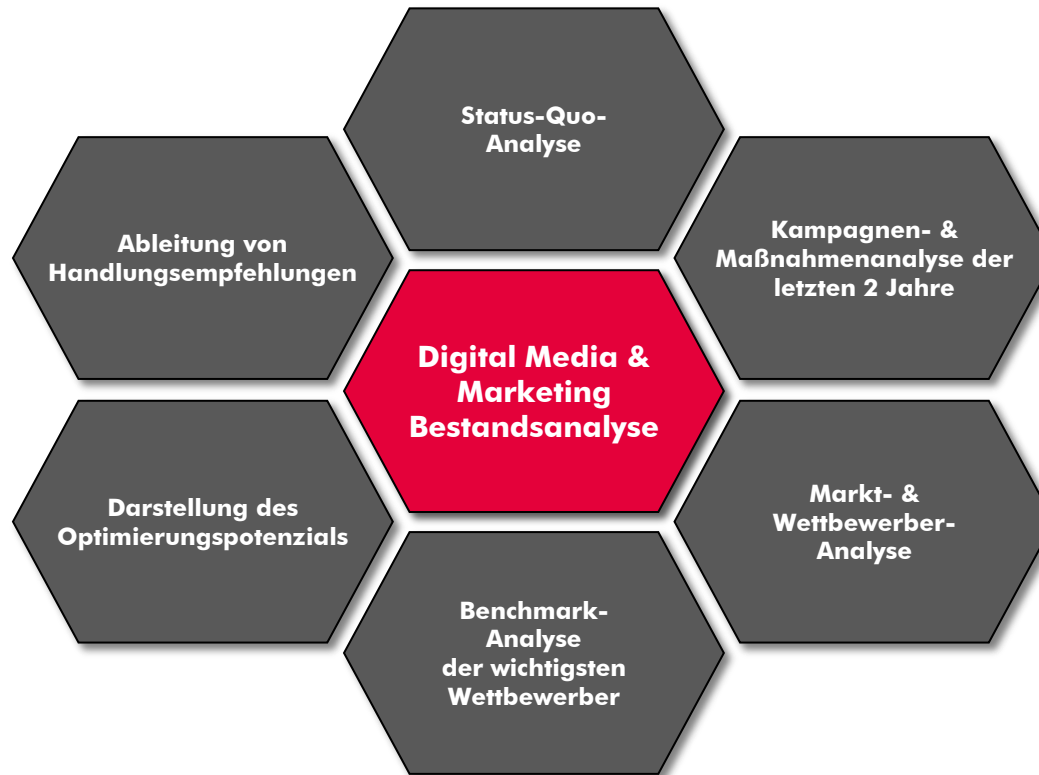 Status-Quo-
Analyse
Kampagnen- &
Maßnahmenanalyse der
letzten 2 Jahre
Markt- &
Wettbewerber-
Analyse
Benchmark-
Analyse
der wichtigsten
Wettbewerber
Darstellung des
Optimierungspotenzials
Ableitung von
Handlungsempfehlungen
Digital Media &
Marketing
Bestandsanalyse